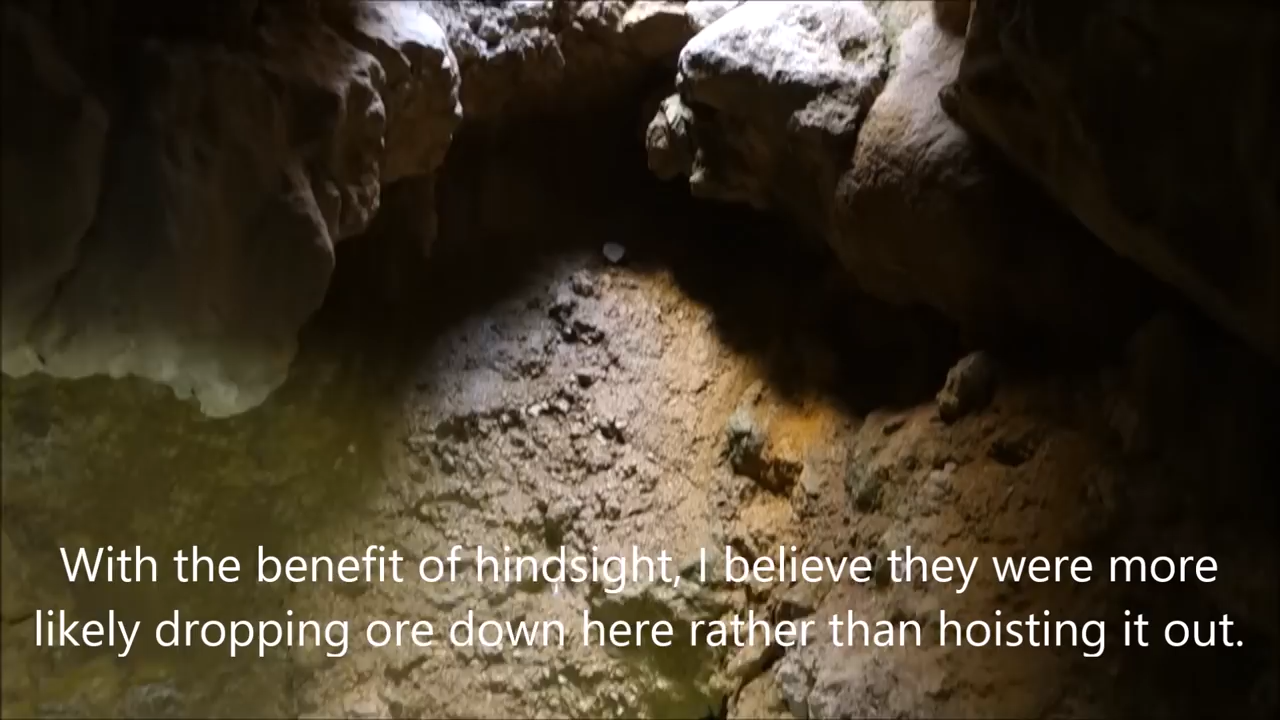 With the benefit of hindsight, I believe they were more
likely dropping ore down here rather than hoisting it out.